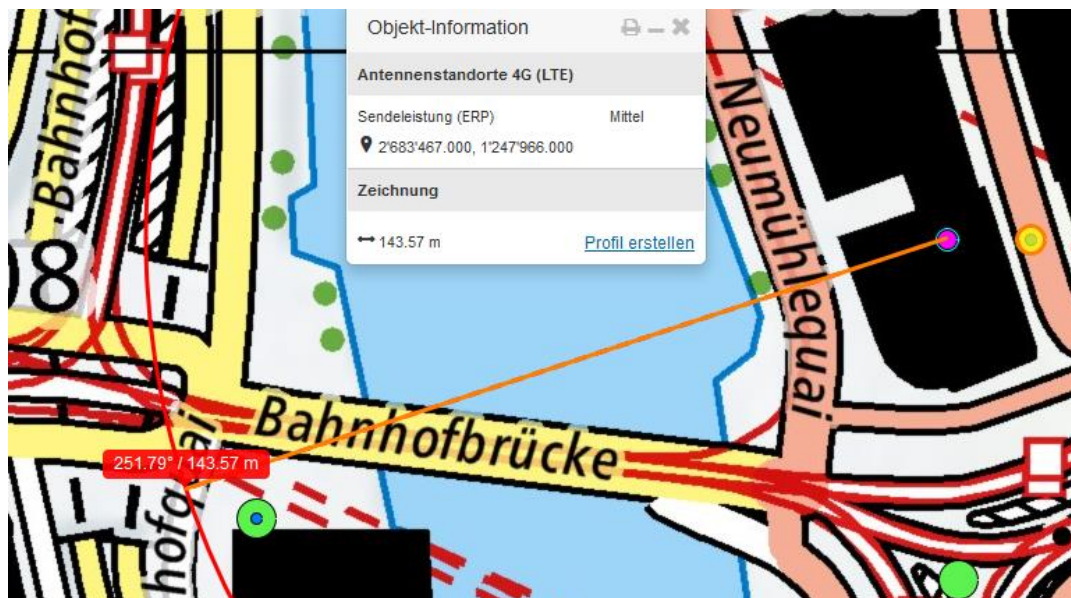 Objekt-Information
Antennenstandorte 4G (LTE)
Sendeleistung (ERP) Mittel
2'683'467.000, 1'247'966.000
Zeichnung
143.57 m Profil erstellen
Bahnhof
Neumühlequai
8
Bahnhofbrücke
251.79° / 143.57 m